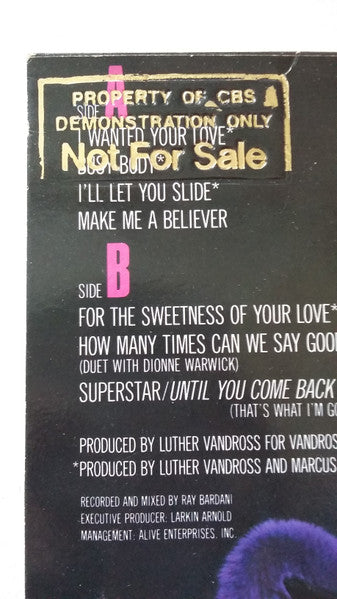 PROPERTY OF CBS
SIDE A
DEMONSTRATION ONLY
WANTED YOUR LOVE*
Not For Sale
BUSY BODY*
I'LL LET YOU SLIDE*
MAKE ME A BELIEVER
SIDE B
FOR THE SWEETNESS OF YOUR LOVE*
HOW MANY TIMES CAN WE SAY GOO
(DUET WITH DIONNE WARWICK)
SUPERSTAR/UNTIL YOU COME BACK
(THAT'S WHAT I'M GO
PRODUCED BY LUTHER VANDROSS FOR VANDROS
*PRODUCED BY LUTHER VANDROSS AND MARCUS
RECORDED AND MIXED BY RAY BARDANI
EXECUTIVE PRODUCER: LARKIN ARNOLD
MANAGEMENT: ALIVE ENTERPRISES, INC.